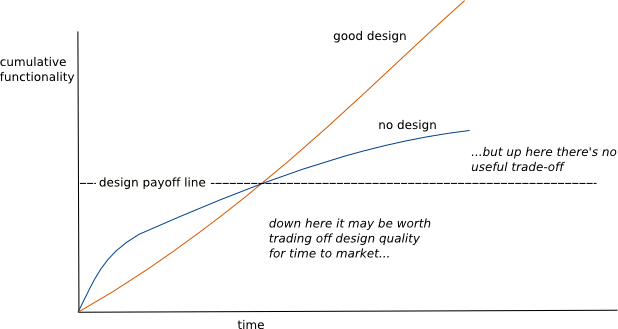 good design
cumulative
functionality
no design
...but up here there's no
useful trade-off
design payoff line
down here it may be worth
trading off design quality
for time to market...
time